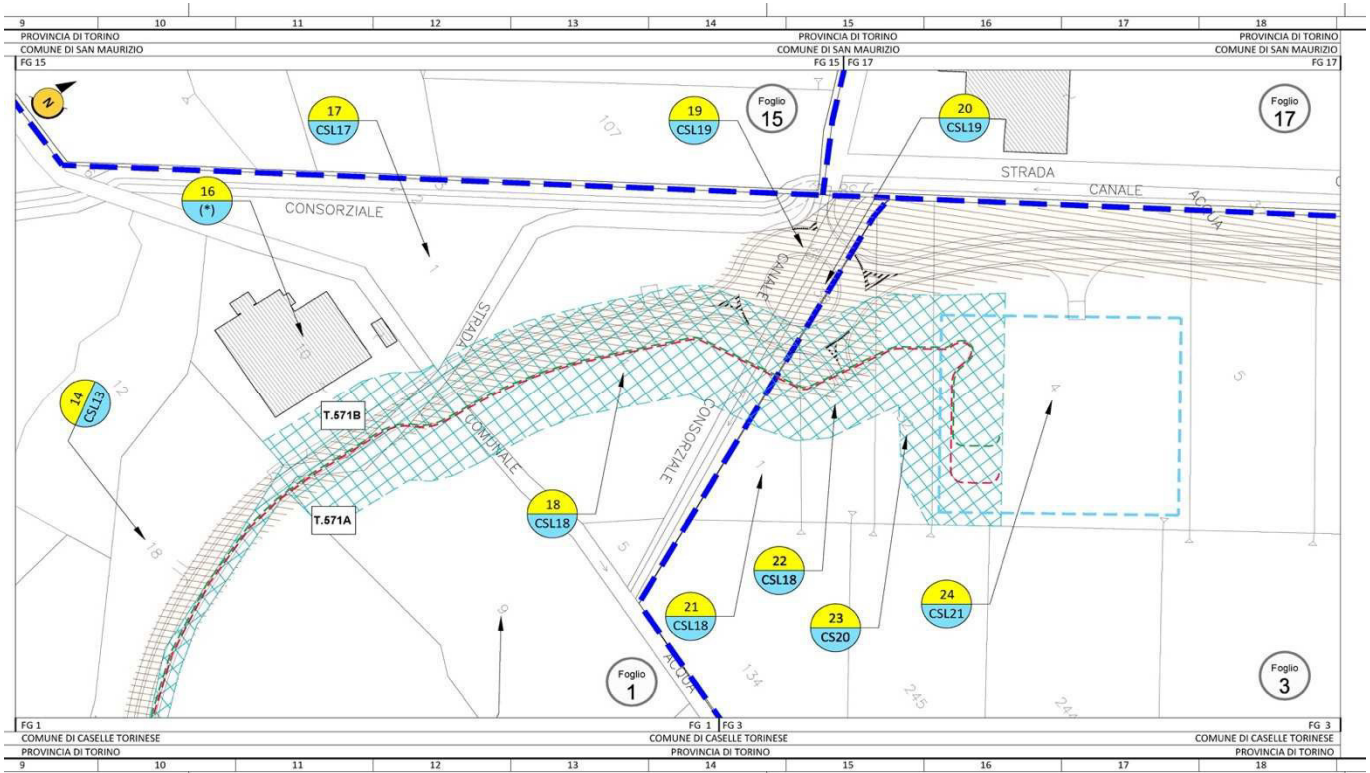 9 10 11 12 13 14 15 16 17 18
PROVINCIA DI TORINO PROVINCIA DI TORINO PROVINCIA DI TORINO
COMUNE DI SAN MAURIZIO COMUNE DI SAN MAURIZIO COMUNE DI SAN MAURIZIO
FG 15 FG 15 FG 17 FG 17
N
17
CSL17
107
19
CSL19
Foglio
15
20
CSL19
Foglio
17
STRADA
CANALE
ACQUA
3
16
(*)
CONSORZIALE
2
1
CANALE
STRADA
10
12
14
CSL13
T.571B
COMUNALE
CONSORZIALE
4
5
1
T.571A
18
CSL18
18
5
22
CSL18
21
CSL18
23
CS20
24
CSL21
9
ACQUA
134
245
244
Foglio
1
Foglio
3
FG 1 FG 1 FG 3 FG 3
COMUNE DI CASELLE TORINESE COMUNE DI CASELLE TORINESE COMUNE DI CASELLE TORINESE
PROVINCIA DI TORINO PROVINCIA DI TORINO PROVINCIA DI TORINO
9 10 11 12 13 14 15 16 17 18